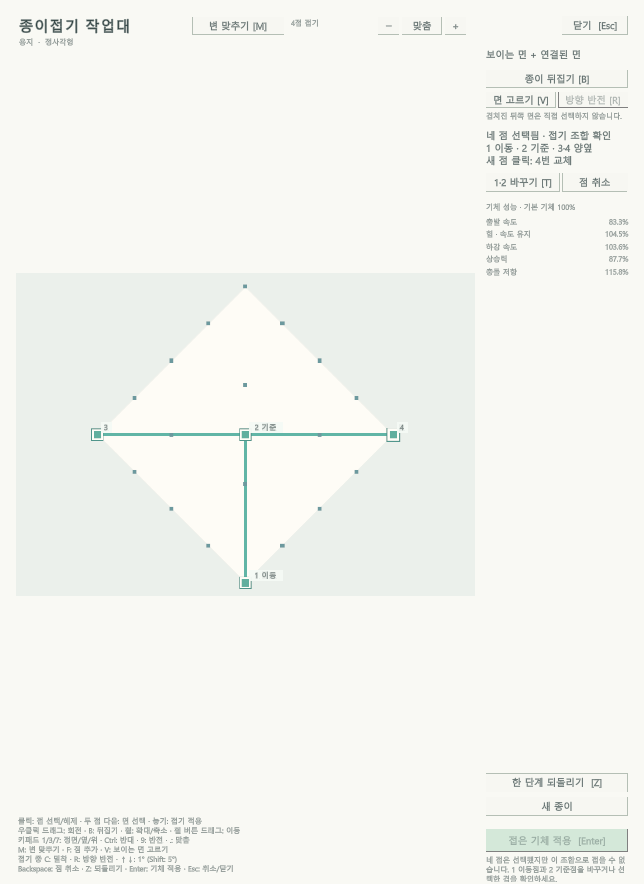 종이접기 작업대
용지 · 정사각형
변 맞추기 [M]
4점 접기
−
맞춤
+
닫기 [Esc]
보이는 면 + 연결된 면
종이 뒤집기 [B]
면 고르기 [V]
방향 반전 [R]
겹쳐진 뒤쪽 면은 직접 선택하지 않습니다.
네 점 선택됨 · 접기 조합 확인
1 이동 · 2 기준 · 3·4 양옆
새 점 클릭: 4번 교체
1·2 바꾸기 [T]
점 취소
기체 성능 · 기본 기체 100%
종말 속도 83.3%
힘 · 속도 유지 104.5%
하강 속도 103.6%
상승력 87.7%
충돌 저항 115.8%
3
2 기준
4
1 이동
한 단계 되돌리기 [Z]
새 종이
접은 기체 적용 [Enter]
네 점은 선택했지만 이 조합으로 접을 수 없
습니다. 1 이동점과 2 기준점을 바꾸거나 선
택한 점을 확인하세요.
클릭: 점 선택/해제 · 두 점 다음: 면 선택 · 놓기: 접기 적용
우클릭 드래그: 회전 · B: 뒤집기 · 휠: 확대/축소 · 휠 버튼 드래그: 이동
키패드 1/3/7: 정면/옆/위 · Ctrl: 반대 · 9: 반전 · .: 맞춤
M: 변 맞추기 · F: 점 추가 · V: 보이는 면 고르기
접기 중 C: 밀착 · R: 방향 반전 · ↑ ↓: 1° (Shift: 5°)
Backspace: 점 취소 · Z: 되돌리기 · Enter: 기체 적용 · Esc: 취소/닫기